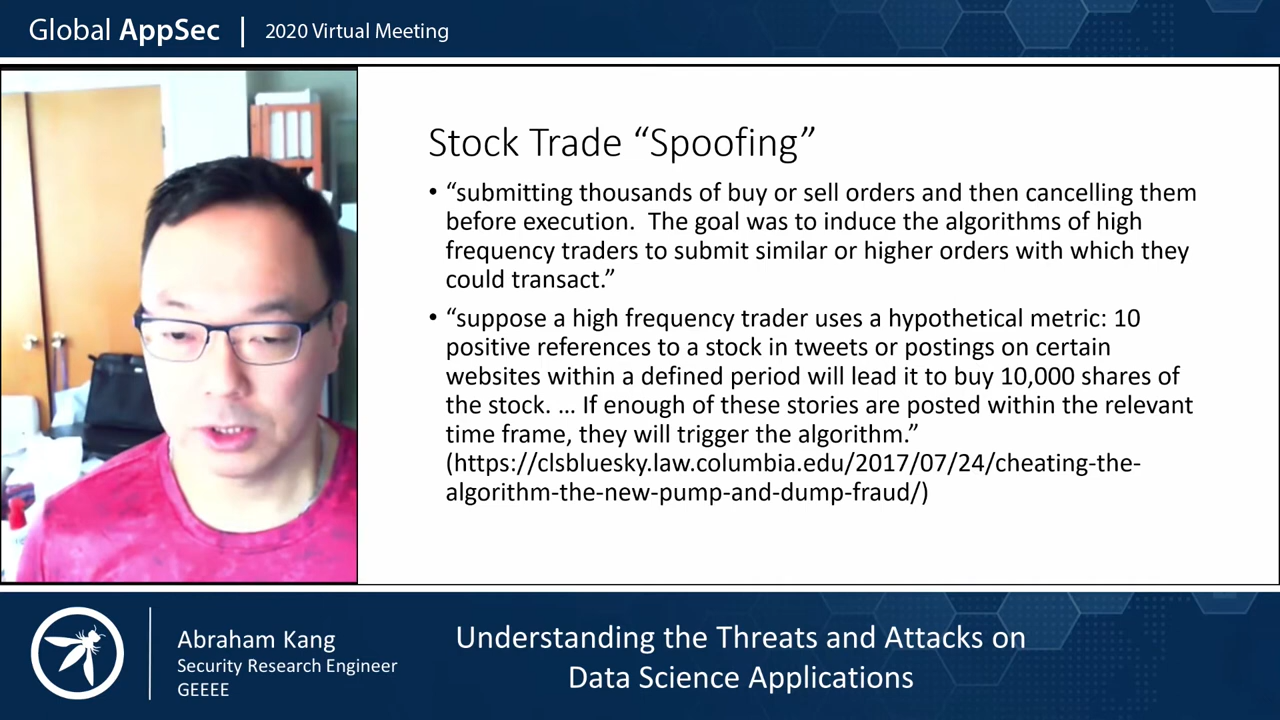 Global AppSec | 2020 Virtual Meeting
Stock Trade “Spoofing”
• “submitting thousands of buy or sell orders and then cancelling them
before execution.  The goal was to induce the algorithms of high
frequency traders to submit similar or higher orders with which they
could transact.”
• “suppose a high frequency trader uses a hypothetical metric: 10
positive references to a stock in tweets or postings on certain
websites within a defined period will lead it to buy 10,000 shares of
the stock. … If enough of these stories are posted within the relevant
time frame, they will trigger the algorithm.”
(https://clsbluesky.law.columbia.edu/2017/07/24/cheating-the-
algorithm-the-new-pump-and-dump-fraud/)
Abraham Kang
Security Research Engineer
GEEEE
Understanding the Threats and Attacks on
Data Science Applications